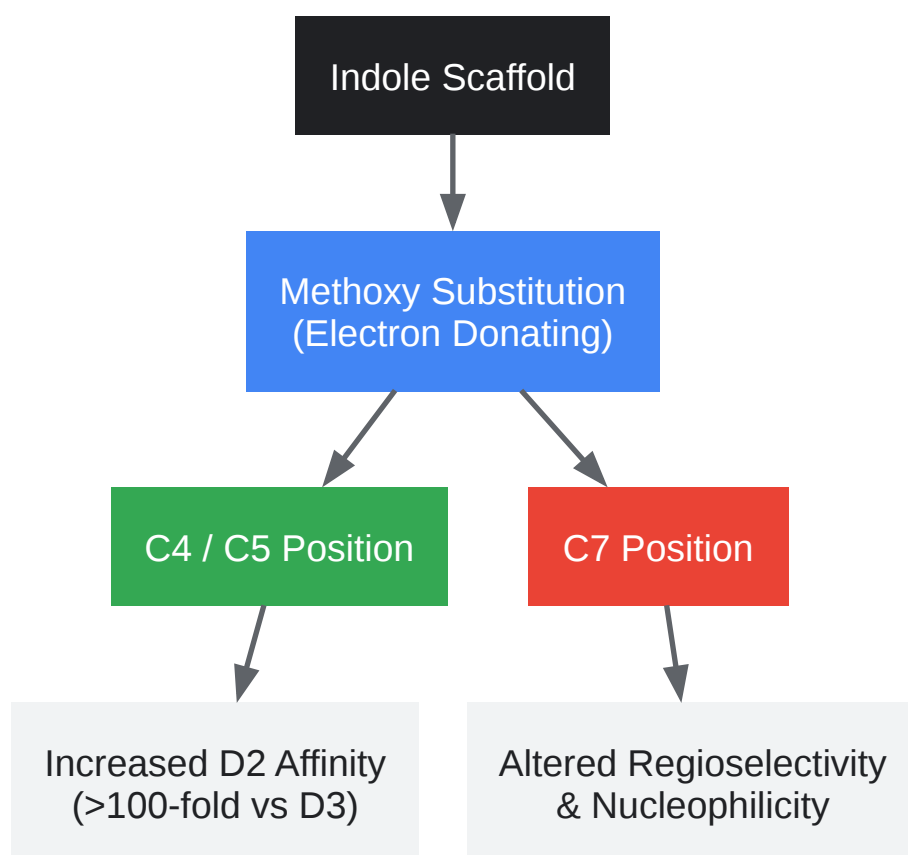 Indole Scaffold
Methoxy Substitution
(Electron Donating)
C4 / C5 Position
C7 Position
Increased D2 Affinity
(>100-fold vs D3)
Altered Regioselectivity
& Nucleophilicity